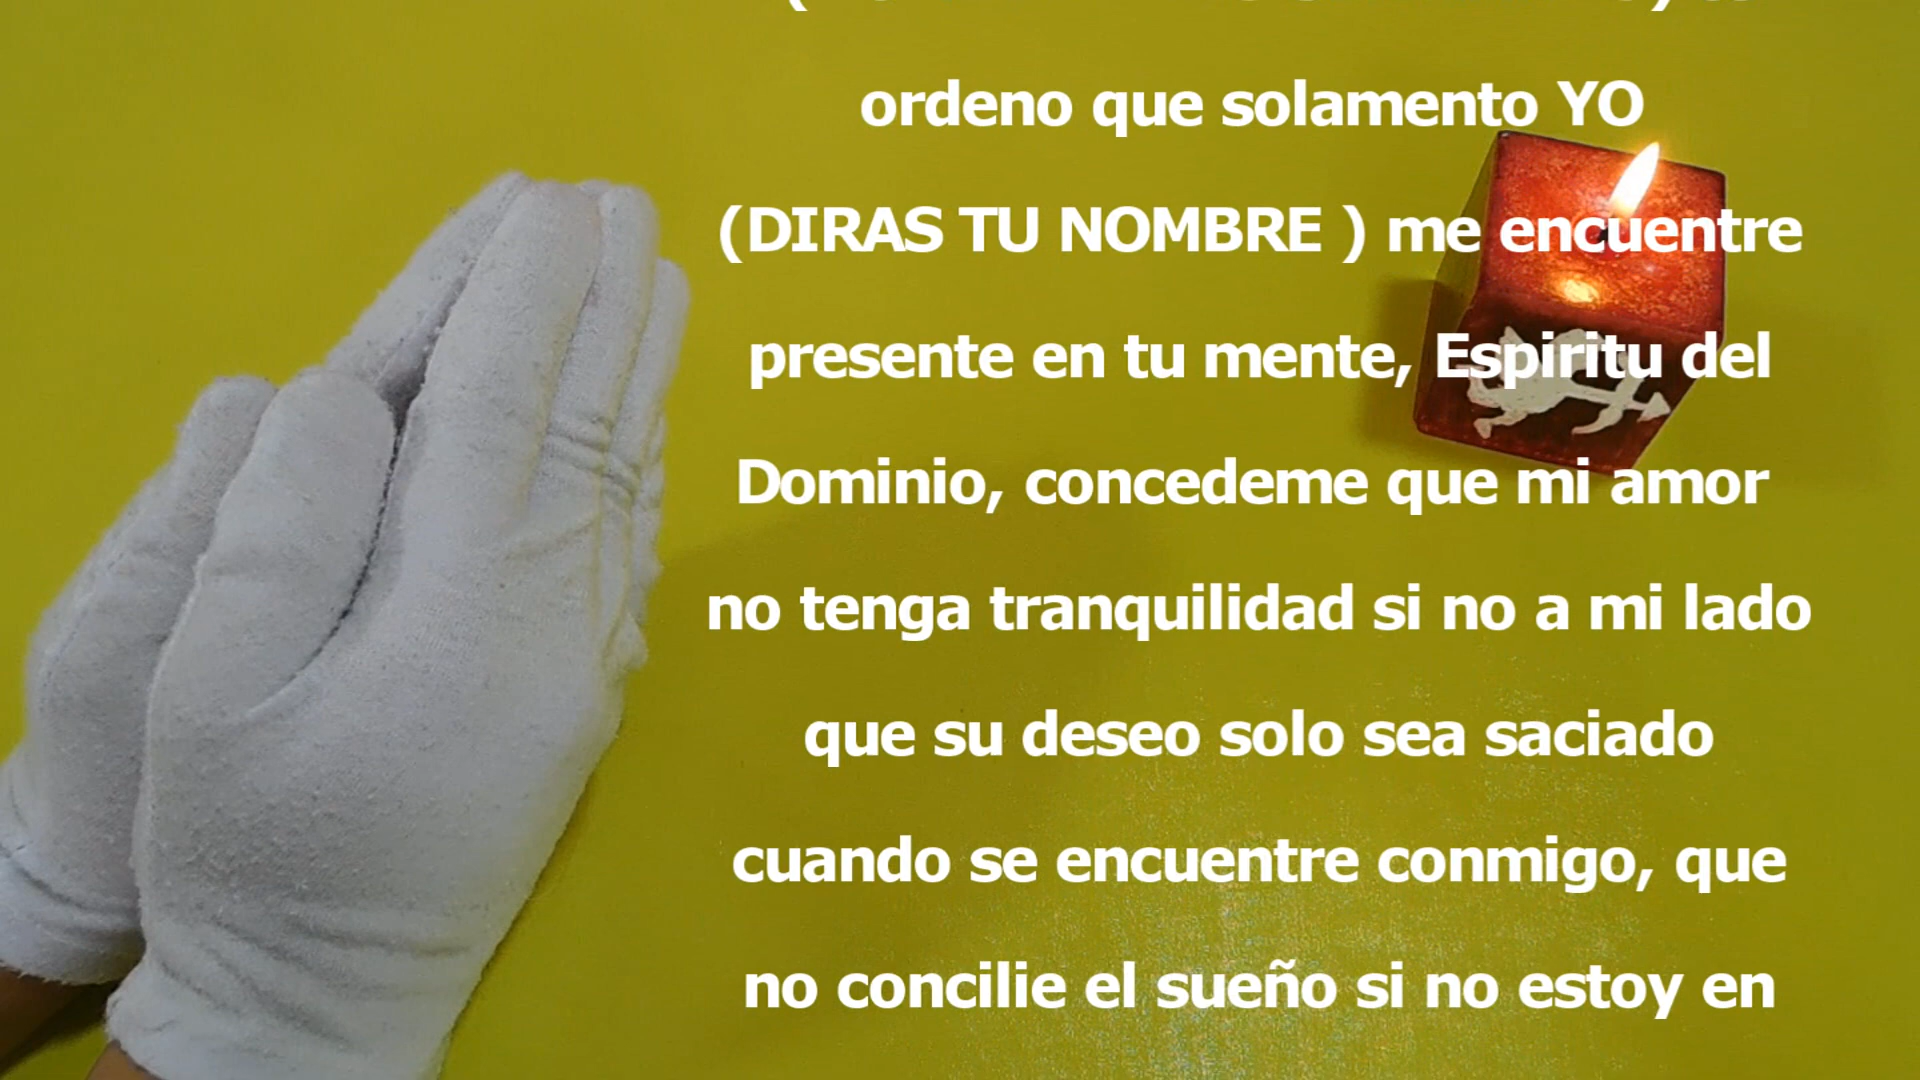 ordeno que solamento YO
(DIRAS TU NOMBRE ) me encuentre
presente en tu mente, Espiritu del
Dominio, concedeme que mi amor
no tenga tranquilidad si no a mi lado
que su deseo solo sea saciado
cuando se encuentre conmigo, que
no concilie el sueño si no estoy en